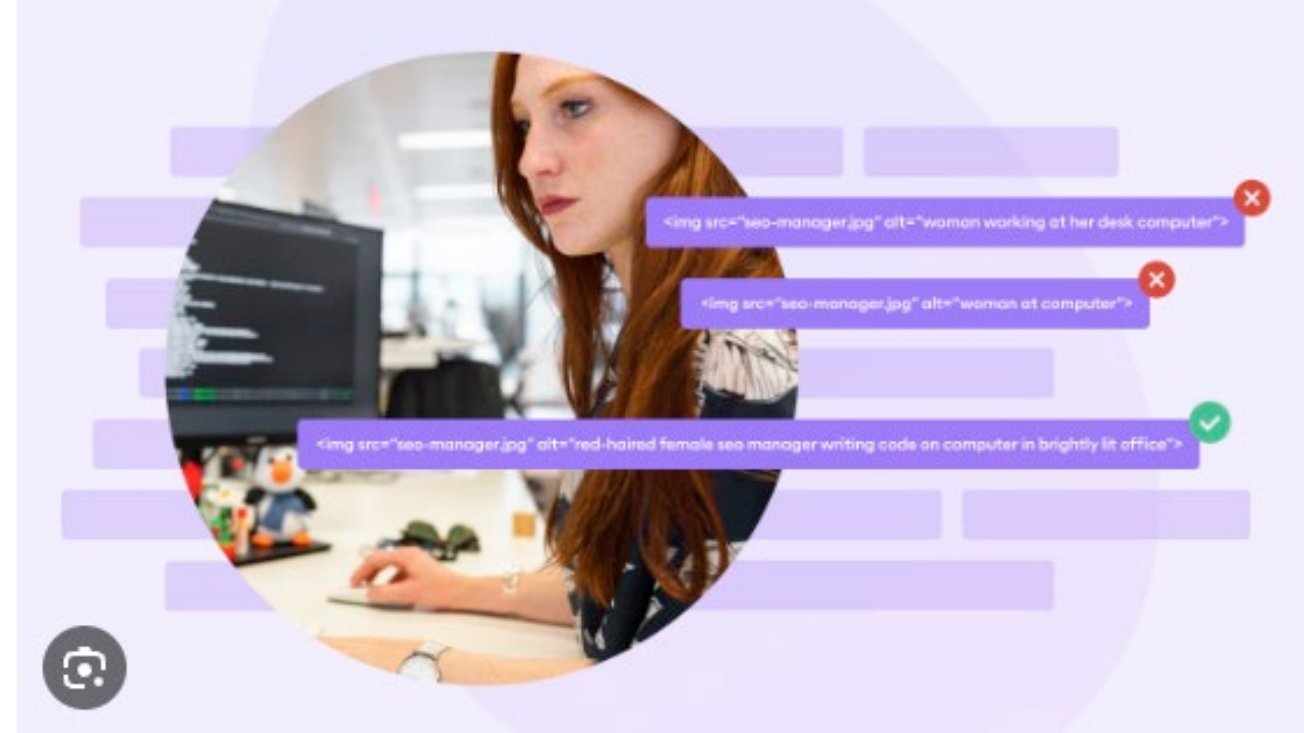 <img src="seo-manager.jpg" alt="woman working at her desk computer">
<img src="seo-manager.jpg" alt="woman at computer">
<img src="seo-manager.jpg" alt="red-haired female seo manager writing code on computer in brightly lit office">